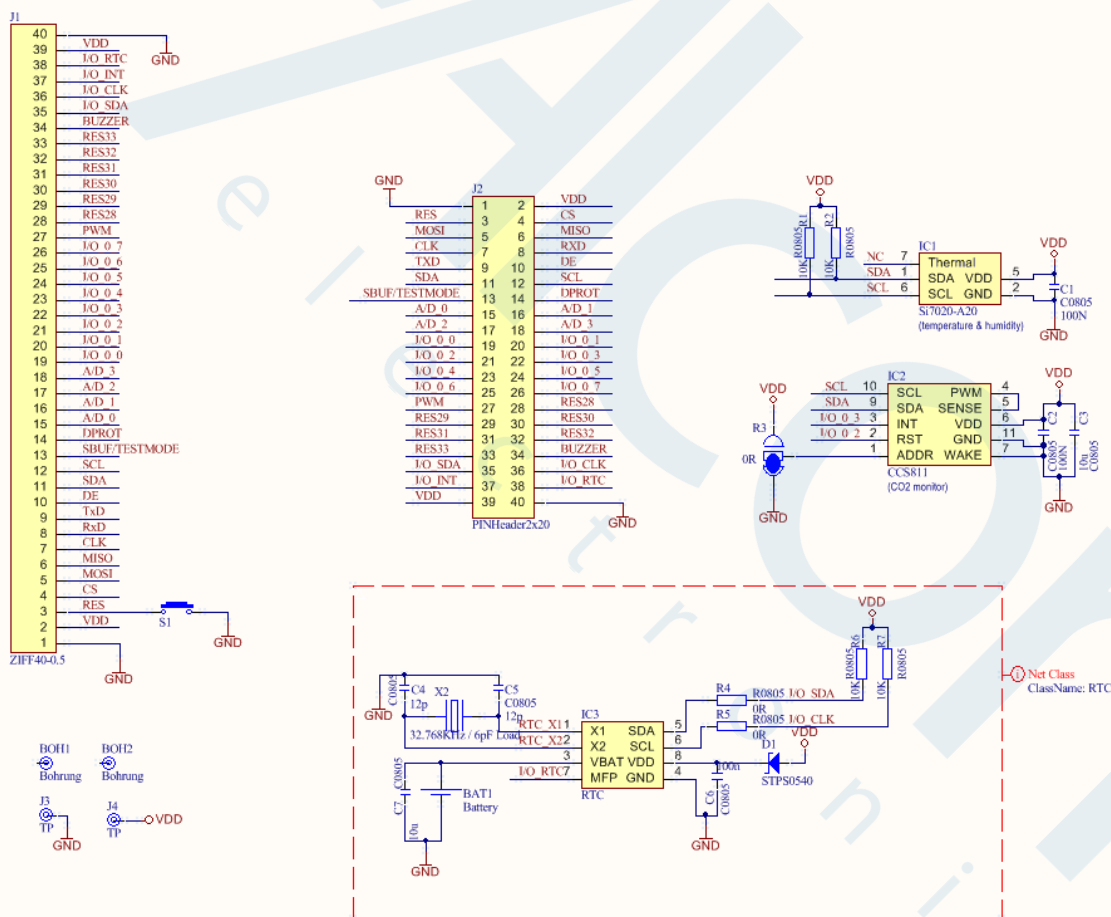 J1
40
39 VDD
38 I/O_RTC
37 I/O_INT
36 I/O_CLK
35 I/O_SDA
34 BUZZER
33 RES33
32 RES32
31 RES31
30 RES30
29 RES29
28 RES28
27 PWM
26 I/O_0_7
25 I/O_0_6
24 I/O_0_5
23 I/O_0_4
22 I/O_0_3
21 I/O_0_2
20 I/O_0_1
19 I/O_0_0
18 A/D_3
17 A/D_2
16 A/D_1
15 A/D_0
14 DPROT
13 SBUF/TESTMODE
12 SCL
11 SDA
10 DE
9 TxD
8 RxD
7 CLK
6 MISO
5 MOSI
4 CS
3 RES
2 VDD
1
GND
S1
GND
GND
ZIFF40-0.5
GND
J2
1 2 VDD
RES 3 4 CS
MOSI 5 6 MISO
CLK 7 8 RXD
TXD 9 10 DE
SDA 11 12 SCL
SBUF/TESTMODE 13 14 DPROT
A/D_0 15 16 A/D_1
A/D_2 17 18 A/D_3
I/O_0_0 19 20 I/O_0_1
I/O_0_2 21 22 I/O_0_3
I/O_0_4 23 24 I/O_0_5
I/O_0_6 25 26 I/O_0_7
PWM 27 28 RES28
RES29 29 30 RES30
RES31 31 32 RES32
RES33 33 34 BUZZER
I/O_SDA 35 36 I/O_CLK
I/O_INT 37 38 I/O_RTC
VDD 39 40
GND
PINHeader2x20
VDD
R1 R0805 10K
R2 R0805 10K
IC1
NC 7 Thermal
SDA 1 SDA VDD 5
SCL 6 SCL GND 2
Si7020-A20
(temperature & humidity)
VDD
C1
C0805
100N
GND
VDD
R3
0R
GND
IC2
SCL 10 SCL PWM 4
SDA 9 SDA SENSE 5
I/O_0_3 3 INT VDD 6
I/O_0_2 2 RST GND 11
1 ADDR WAKE 7
CCS811
(CO2 monitor)
VDD
C2 C0805 100N
C3 10u C0805
GND
Net Class
ClassName: RTC
GND
C0805 C4
12p
X2
C5
C0805
12p
32.768KHz / 6pF Load
IC3
RTC_X1 1 X1 SDA 5
RTC_X2 2 X2 SCL 6
3 VBAT VDD 8
I/O_RTC 7 MFP GND 4
RTC
R4 R0805 I/O_SDA
0R
R5 R0805 I/O_CLK
0R
VDD
R6 R0805 10K
R7 R0805 10K
D1
STPS0540
VDD
100n
C6 C0805
GND
C0805
C7 10u
BAT1
Battery
GND
BOH1
Bohrung
BOH2
Bohrung
J3
TP
GND
J4
TP
VDD